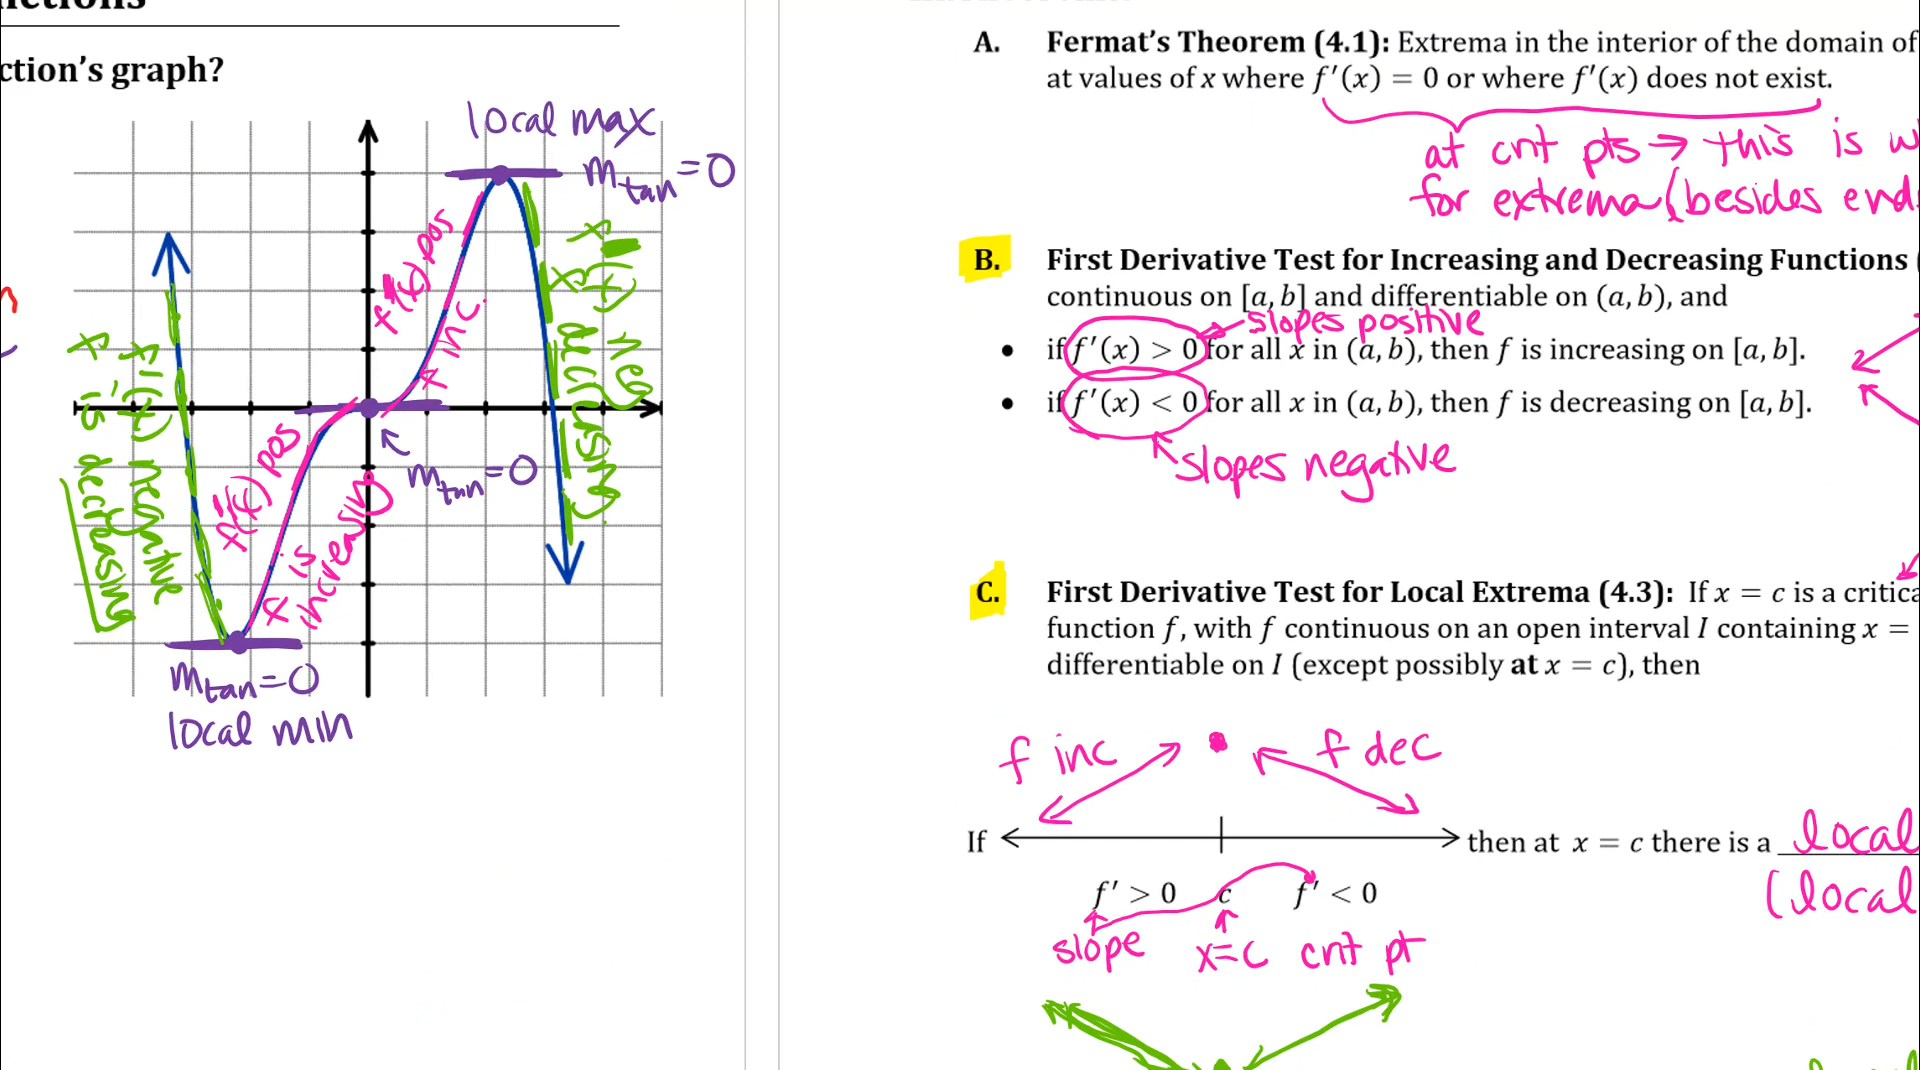 ction's graph?
local max
m_tan = 0
f'(x) pos
f inc.
f'(x) neg
f decreasing
f'(x) negative
f is decreasing
f'(x) pos
f is increasing
m_tan = 0
m_tan = 0
local min
A. Fermat's Theorem (4.1): Extrema in the interior of the domain of
at values of x where f′(x) = 0 or where f′(x) does not exist.
at crit pts → this is w
for extrema (besides end
B. First Derivative Test for Increasing and Decreasing Functions (
continuous on [a, b] and differentiable on (a, b), and
slopes positive
• if f′(x) > 0 for all x in (a, b), then f is increasing on [a, b].
• if f′(x) < 0 for all x in (a, b), then f is decreasing on [a, b].
slopes negative
C. First Derivative Test for Local Extrema (4.3): If x = c is a critica
function f, with f continuous on an open interval I containing x =
differentiable on I (except possibly at x = c), then
f inc f dec
If then at x = c there is a local
f′ > 0 c f′ < 0 (local
slope x=c crit pt